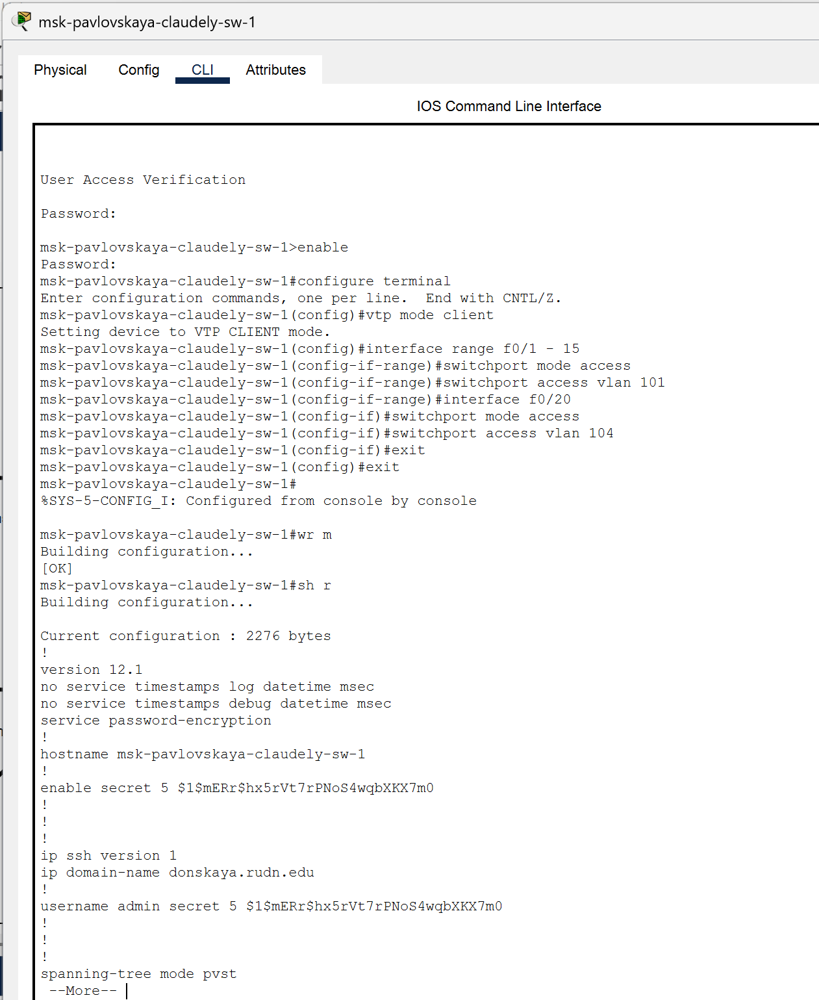 msk-pavlovskaya-claudely-sw-1
Physical Config CLI Attributes
IOS Command Line Interface
User Access Verification
Password:
msk-pavlovskaya-claudely-sw-1>enable
Password:
msk-pavlovskaya-claudely-sw-1#configure terminal
Enter configuration commands, one per line.  End with CNTL/Z.
msk-pavlovskaya-claudely-sw-1(config)#vtp mode client
Setting device to VTP CLIENT mode.
msk-pavlovskaya-claudely-sw-1(config)#interface range f0/1 - 15
msk-pavlovskaya-claudely-sw-1(config-if-range)#switchport mode access
msk-pavlovskaya-claudely-sw-1(config-if-range)#switchport access vlan 101
msk-pavlovskaya-claudely-sw-1(config-if-range)#interface f0/20
msk-pavlovskaya-claudely-sw-1(config-if)#switchport mode access
msk-pavlovskaya-claudely-sw-1(config-if)#switchport access vlan 104
msk-pavlovskaya-claudely-sw-1(config-if)#exit
msk-pavlovskaya-claudely-sw-1(config)#exit
msk-pavlovskaya-claudely-sw-1#
%SYS-5-CONFIG_I: Configured from console by console
msk-pavlovskaya-claudely-sw-1#wr m
Building configuration...
[OK]
msk-pavlovskaya-claudely-sw-1#sh r
Building configuration...
Current configuration : 2276 bytes
!
version 12.1
no service timestamps log datetime msec
no service timestamps debug datetime msec
service password-encryption
!
hostname msk-pavlovskaya-claudely-sw-1
!
enable secret 5 $1$mERr$hx5rVt7rPNoS4wqbXKX7m0
!
!
!
ip ssh version 1
ip domain-name donskaya.rudn.edu
!
username admin secret 5 $1$mERr$hx5rVt7rPNoS4wqbXKX7m0
!
!
!
spanning-tree mode pvst
--More--